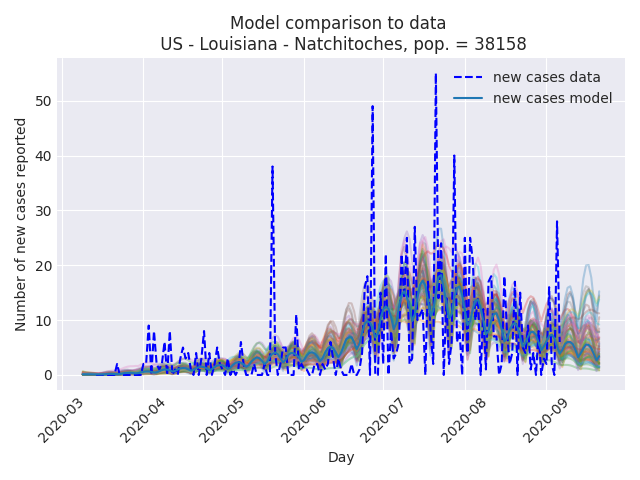 Model comparison to data
US - Louisiana - Natchitoches, pop. = 38158
new cases data
new cases model
Number of new cases reported
50
40
30
20
10
0
2020-03
2020-04
2020-05
2020-06
2020-07
2020-08
2020-09
Day